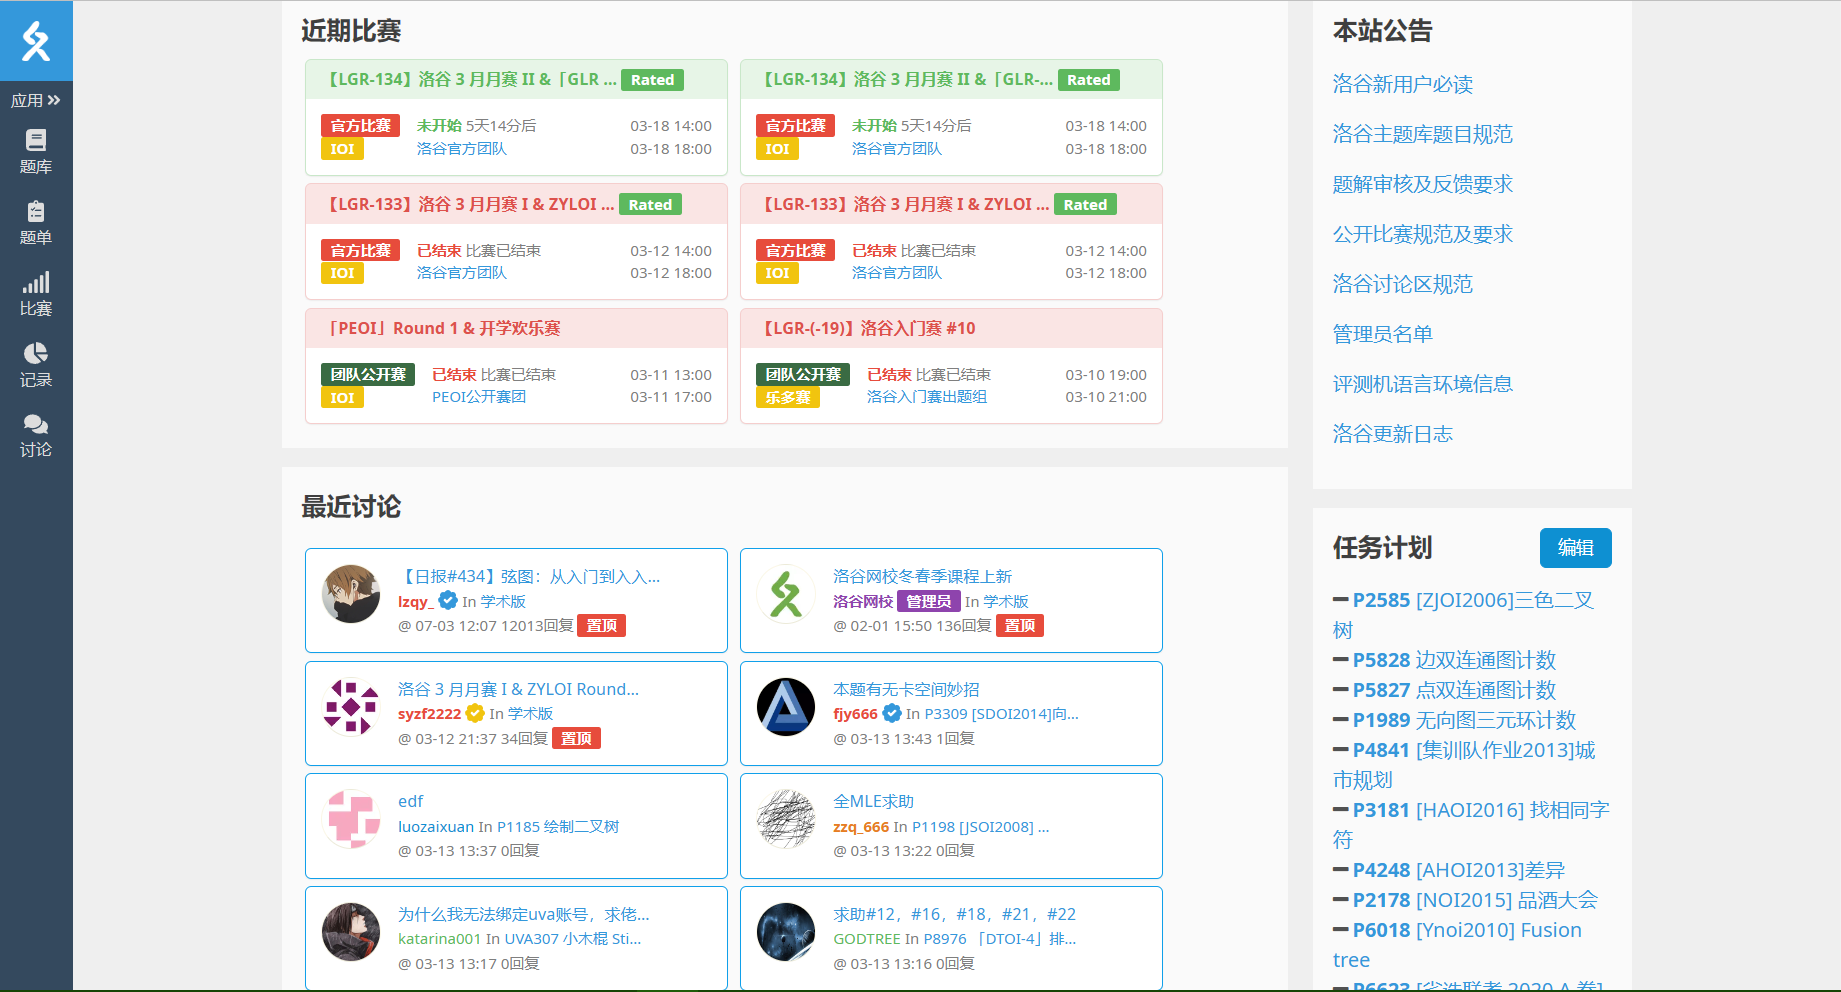 应用
题库
题单
比赛
记录
讨论
近期比赛
【LGR-134】洛谷 3 月月赛 II &「GLR ... Rated
官方比赛 未开始 5天14分后 03-18 14:00
IOI 洛谷官方团队 03-18 18:00
【LGR-134】洛谷 3 月月赛 II &「GLR-... Rated
官方比赛 未开始 5天14分后 03-18 14:00
IOI 洛谷官方团队 03-18 18:00
【LGR-133】洛谷 3 月月赛 I & ZYLOI ... Rated
官方比赛 已结束 比赛已结束 03-12 14:00
IOI 洛谷官方团队 03-12 18:00
【LGR-133】洛谷 3 月月赛 I & ZYLOI ... Rated
官方比赛 已结束 比赛已结束 03-12 14:00
IOI 洛谷官方团队 03-12 18:00
「PEOI」Round 1 & 开学欢乐赛
团队公开赛 已结束 比赛已结束 03-11 13:00
IOI PEOI公开赛团 03-11 17:00
【LGR-(-19)】洛谷入门赛 #10
团队公开赛 已结束 比赛已结束 03-10 19:00
乐多赛 洛谷入门赛出题组 03-10 21:00
最近讨论
【日报#434】弦图：从入门到入入...
lzqy_ In 学术版
@ 07-03 12:07 12013回复 置顶
洛谷网校冬春季课程上新
洛谷网校 管理员 In 学术版
@ 02-01 15:50 136回复 置顶
洛谷 3 月月赛 I & ZYLOI Round...
syzf2222 In 学术版
@ 03-12 21:37 34回复 置顶
本题有无卡空间妙招
fjy666 In P3309 [SDOI2014]向...
@ 03-13 13:43 1回复
edf
luozaixuan In P1185 绘制二叉树
@ 03-13 13:37 0回复
全MLE求助
zzq_666 In P1198 [JSOI2008] ...
@ 03-13 13:22 0回复
为什么我无法绑定uva账号，求佬...
katarina001 In UVA307 小木棍 Sti...
@ 03-13 13:17 0回复
求助#12，#16，#18，#21，#22
GODTREE In P8976 「DTOI-4」排...
@ 03-13 13:16 0回复
本站公告
洛谷新用户必读
洛谷主题库题目规范
题解审核及反馈要求
公开比赛规范及要求
洛谷讨论区规范
管理员名单
评测机语言环境信息
洛谷更新日志
任务计划 编辑
P2585 [ZJOI2006]三色二叉
树
P5828 边双连通图计数
P5827 点双连通图计数
P1989 无向图三元环计数
P4841 [集训队作业2013]城
市规划
P3181 [HAOI2016] 找相同字
符
P4248 [AHOI2013]差异
P2178 [NOI2015] 品酒大会
P6018 [Ynoi2010] Fusion
tree
P6623 [省选联考 2020 A 卷]